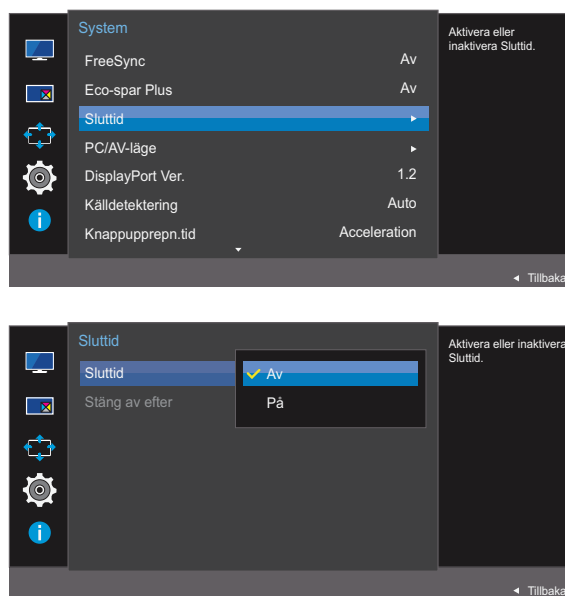 System
FreeSync Av
Eco-spar Plus Av
Sluttid
PC/AV-läge
DisplayPort Ver. 1.2
Källdetektering Auto
Knappupprepn.tid Acceleration
Aktivera eller
inaktivera Sluttid.
Tillbaka
Sluttid
Sluttid Av
Stäng av efter På
Aktivera eller inaktivera
Sluttid.
Tillbaka